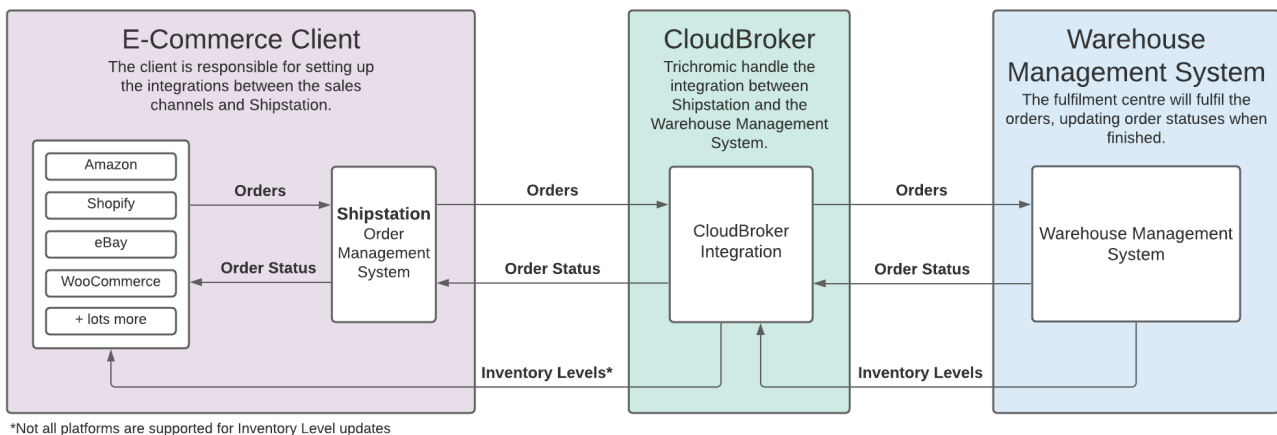 E-Commerce Client
The client is responsible for setting up
the integrations between the sales
channels and Shipstation.
CloudBroker
Trichromic handle the
integration between
Shipstation and the
Warehouse Management
System.
Warehouse
Management System
The fulfilment centre will fulfil the
orders, updating order statuses when
finished.
Amazon
Shopify
eBay
WooCommerce
+ lots more
Orders
Order Status
Shipstation
Order
Management
System
Orders
Order Status
CloudBroker
Integration
Orders
Order Status
Warehouse Management
System
Inventory Levels*
Inventory Levels
*Not all platforms are supported for Inventory Level updates